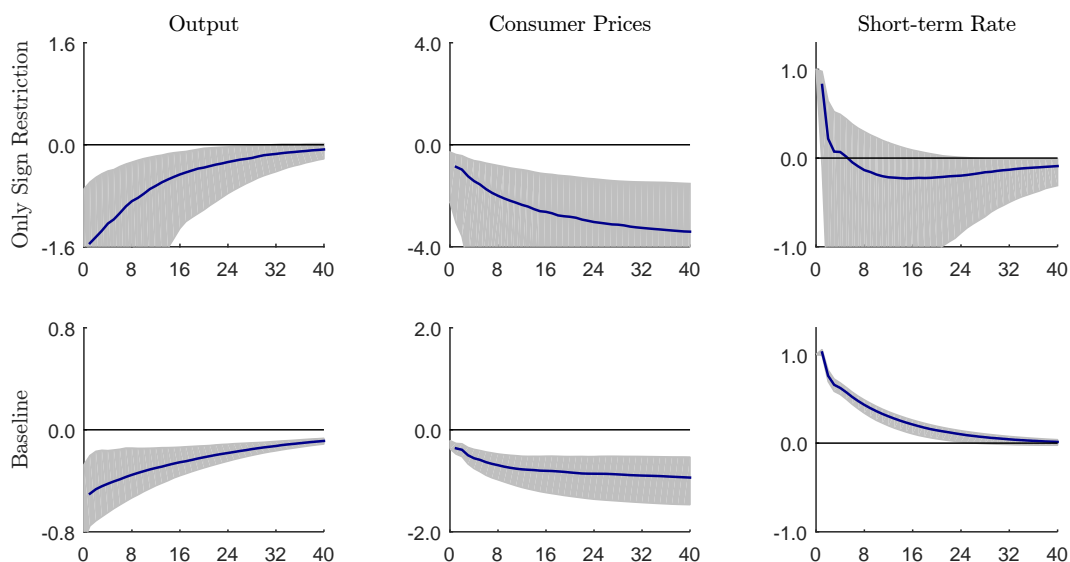 Output
Consumer Prices
Short-term Rate
Only Sign Restriction
1.6
0.0
-1.6
0 8 16 24 32 40
4.0
0.0
-4.0
0 8 16 24 32 40
1.0
0.0
-1.0
0 8 16 24 32 40
Baseline
0.8
0.0
-0.8
0 8 16 24 32 40
2.0
0.0
-2.0
0 8 16 24 32 40
1.0
0.0
-1.0
0 8 16 24 32 40